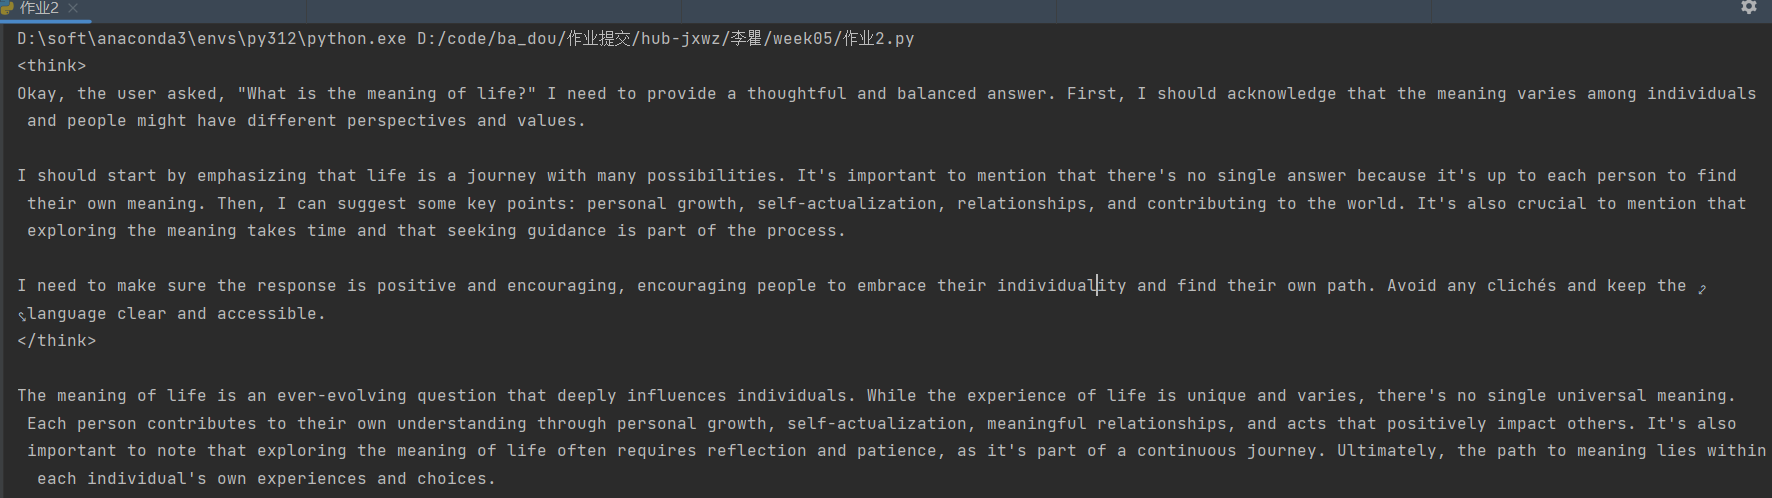 作业2
D:\soft\anaconda3\envs\py312\python.exe D:/code/ba_dou/作业提交/hub-jxwz/李瞿/week05/作业2.py
<think>
Okay, the user asked, "What is the meaning of life?" I need to provide a thoughtful and balanced answer. First, I should acknowledge that the meaning varies among individuals
and people might have different perspectives and values.
I should start by emphasizing that life is a journey with many possibilities. It's important to mention that there's no single answer because it's up to each person to find
their own meaning. Then, I can suggest some key points: personal growth, self-actualization, relationships, and contributing to the world. It's also crucial to mention that
exploring the meaning takes time and that seeking guidance is part of the process.
I need to make sure the response is positive and encouraging, encouraging people to embrace their individuality and find their own path. Avoid any clichés and keep the
language clear and accessible.
</think>
The meaning of life is an ever-evolving question that deeply influences individuals. While the experience of life is unique and varies, there's no single universal meaning.
Each person contributes to their own understanding through personal growth, self-actualization, meaningful relationships, and acts that positively impact others. It's also
important to note that exploring the meaning of life often requires reflection and patience, as it's part of a continuous journey. Ultimately, the path to meaning lies within
each individual's own experiences and choices.